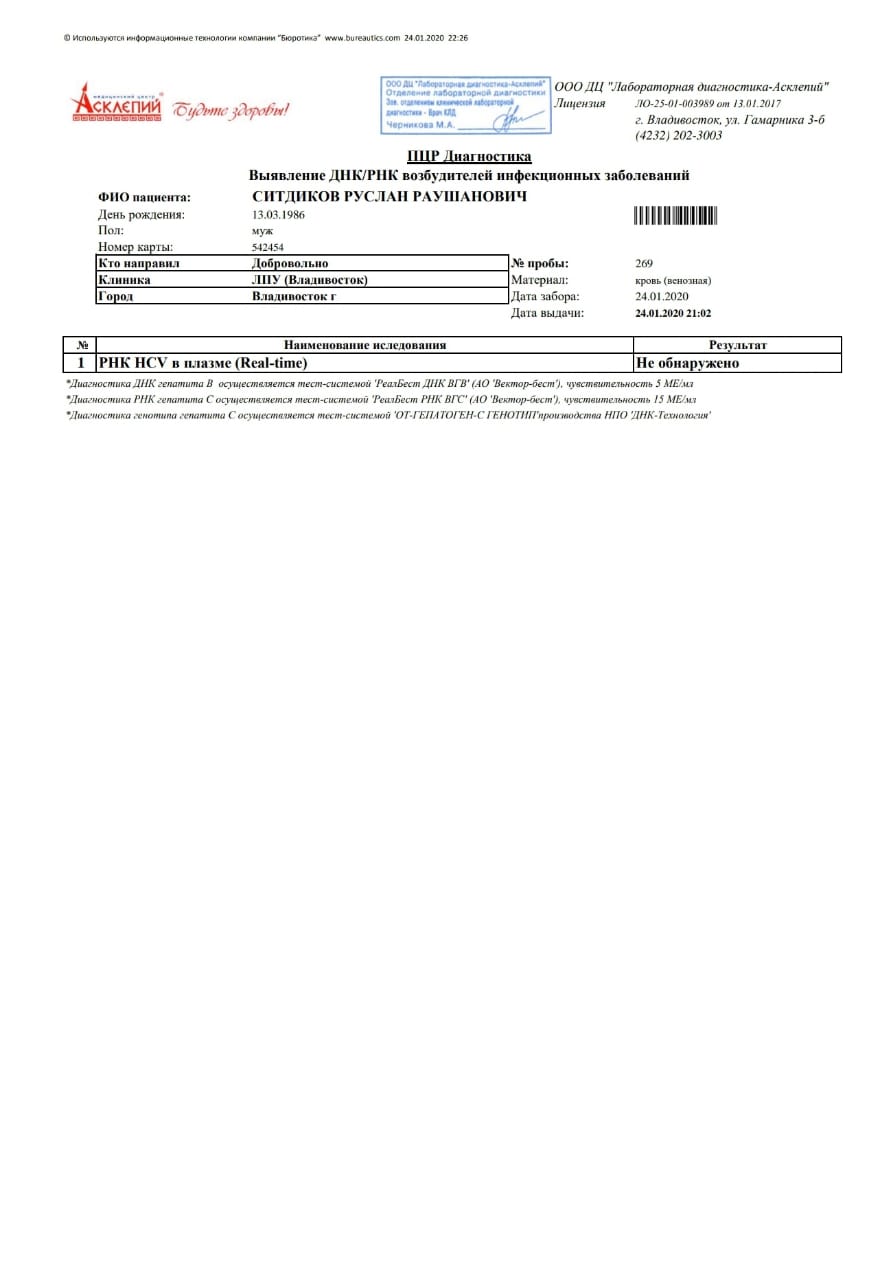 © Используются информационные технологии компании "Бюротика" www.bureautics.com 24.01.2020 22:26
медицинский центр
АСКЛЕПИЙ ®
Будьте здоровы!
ООО ДЦ "Лабораторная диагностика-Асклепий"
Отделение лабораторной диагностики
Зав. отделением клинической лабораторной
диагностики - Врач КЛД
Черникова М.А.
ООО ДЦ "Лабораторная диагностика-Асклепий"
Лицензия ЛО-25-01-003989 от 13.01.2017
г. Владивосток, ул. Гамарника 3-б
(4232) 202-3003
ПЦР Диагностика
Выявление ДНК/РНК возбудителей инфекционных заболеваний
ФИО пациента: СИТДИКОВ РУСЛАН РАУШАНОВИЧ
День рождения: 13.03.1986
Пол: муж
Номер карты: 542454
Кто направил Добровольно № пробы: 269
Клиника ЛПУ (Владивосток) Материал: кровь (венозная)
Город Владивосток г Дата забора: 24.01.2020
Дата выдачи: 24.01.2020 21:02
№ Наименование иследования Результат
1 РНК HCV в плазме (Real-time) Не обнаружено
*Диагностика ДНК гепатита В осуществляется тест-системой 'РеалБест ДНК ВГВ' (АО 'Вектор-бест'), чувствительность 5 МЕ/мл
*Диагностика РНК гепатита С осуществляется тест-системой 'РеалБест РНК ВГС' (АО 'Вектор-бест'), чувствительность 15 МЕ/мл
*Диагностика генотипа гепатита С осуществляется тест-системой 'ОТ-ГЕПАТОГЕН-С ГЕНОТИП'производства НПО 'ДНК-Технология'